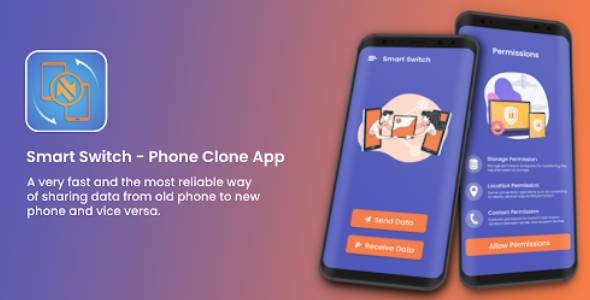 Smart Switch - Phone Clone App
A very fast and the most reliable way
of sharing data from old phone to new
phone and vice versa.
Smart Switch
Send Data
Receive Data
Permissions
Storage Permission
Location Permission
Contact Permission
Allow Permissions